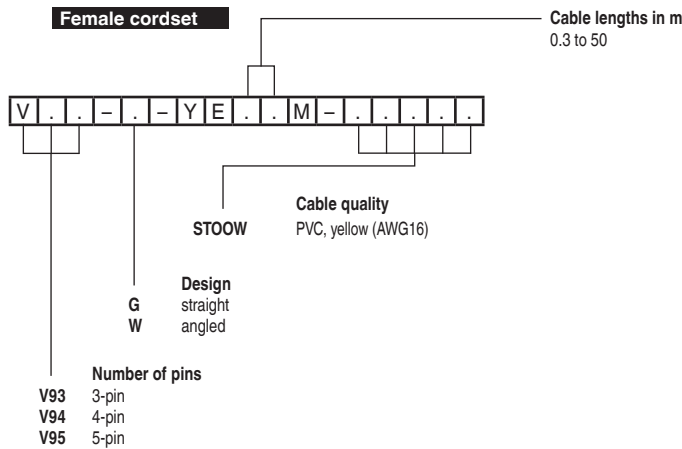 Female cordset
Cable lengths in m
0.3 to 50
V . . – . – Y E . . M – . . . . .
Cable quality
STOOW PVC, yellow (AWG16)
Design
G straight
W angled
Number of pins
V93 3-pin
V94 4-pin
V95 5-pin